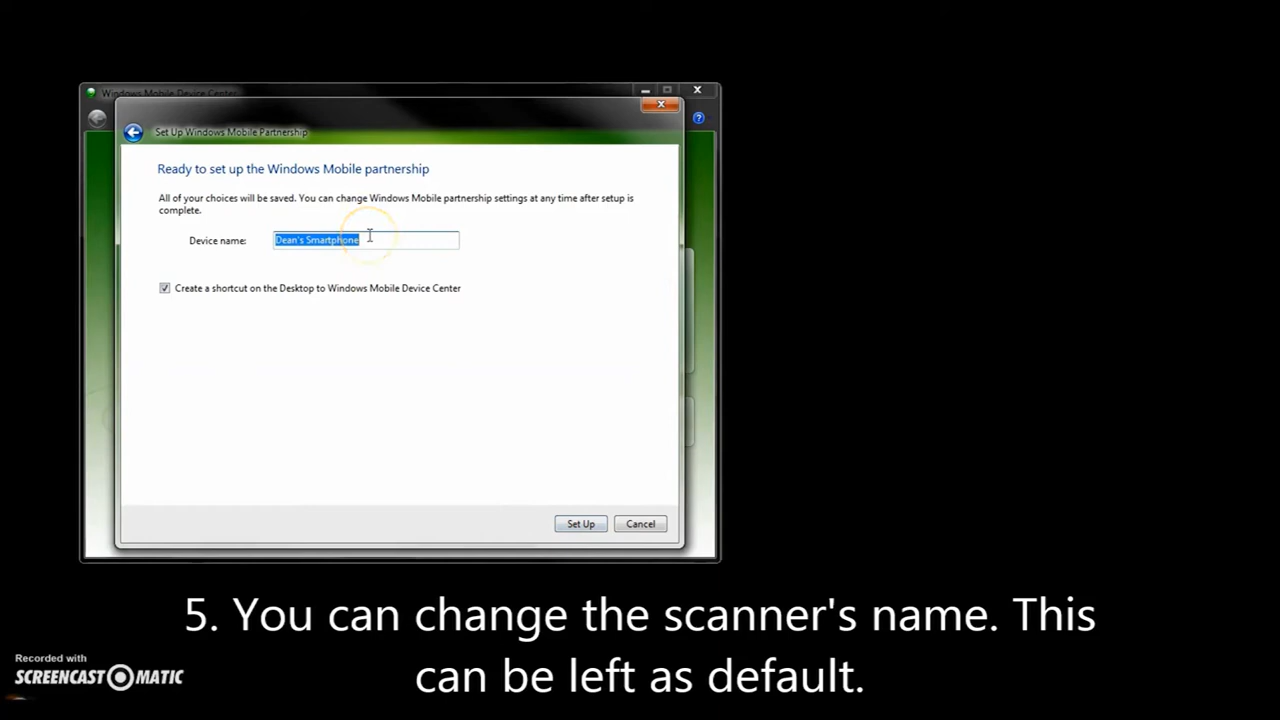 Windows Mobile Device Center
Set Up Windows Mobile Partnership
?
Ready to set up the Windows Mobile partnership
All of your choices will be saved. You can change Windows Mobile partnership settings at any time after setup is
complete.
Device name: Dean's Smartphone
Create a shortcut on the Desktop to Windows Mobile Device Center
Set Up Cancel
5. You can change the scanner's name. This
can be left as default.
Recorded with
SCREENCAST MATIC